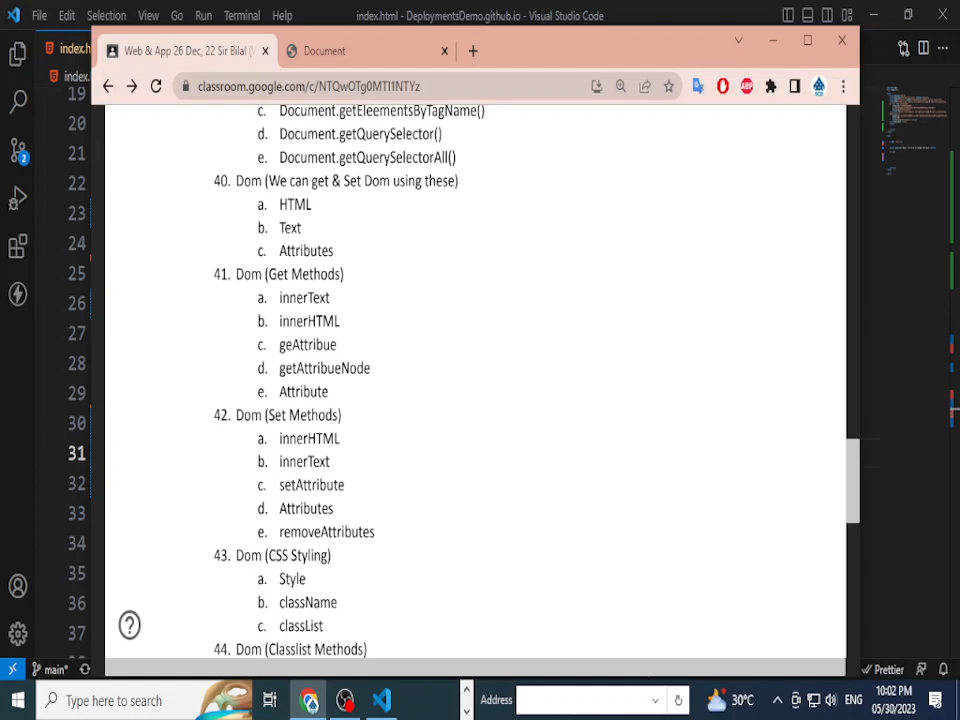 File Edit Selection View Go Run Terminal Help index.html - DeploymentsDemo.github.io - Visual Studio Code
index.h
Web & App 26 Dec, 22 Sir Bilal (
Document
index.
classroom.google.com/c/NTQwOTg0MTI1NTYz
ABP
SCE
19
20
21
22
23
24
25
26
27
28
29
30
31
32
33
34
35
36
37
2
c. Document.getEleementsByTagName()
d. Document.getQuerySelector()
e. Document.getQuerySelectorAll()
40. Dom (We can get & Set Dom using these)
a. HTML
b. Text
c. Attributes
41. Dom (Get Methods)
a. innerText
b. innerHTML
c. geAttribue
d. getAttribueNode
e. Attribute
42. Dom (Set Methods)
a. innerHTML
b. innerText
c. setAttribute
d. Attributes
e. removeAttributes
43. Dom (CSS Styling)
a. Style
b. className
c. classList
44. Dom (Classlist Methods)
main*
Prettier
Type here to search
Address
30°C
ENG
10:02 PM
05/30/2023